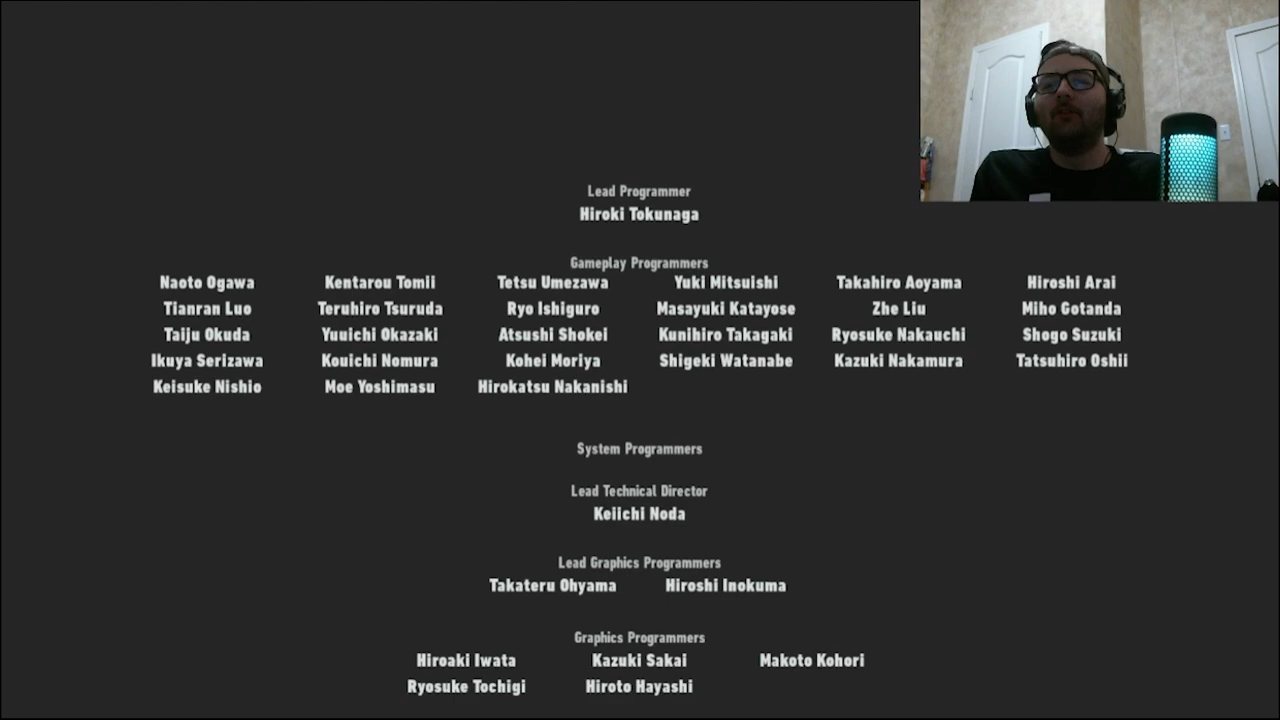 Lead Programmer
Hiroki Tokunaga
Gameplay Programmers
Naoto Ogawa Kentarou Tomii Tetsu Umezawa Yuki Mitsuishi Takahiro Aoyama Hiroshi Arai
Tianran Luo Teruhiro Tsuruda Ryo Ishiguro Masayuki Katayose Zhe Liu Miho Gotanda
Taiju Okuda Yuuichi Okazaki Atsushi Shokei Kunihiro Takagaki Ryosuke Nakauchi Shogo Suzuki
Ikuya Serizawa Kouichi Nomura Kohei Moriya Shigeki Watanabe Kazuki Nakamura Tatsuhiro Oshii
Keisuke Nishio Moe Yoshimasu Hirokatsu Nakanishi
System Programmers
Lead Technical Director
Keiichi Noda
Lead Graphics Programmers
Takateru Ohyama Hiroshi Inokuma
Graphics Programmers
Hiroaki Iwata Kazuki Sakai Makoto Kohori
Ryosuke Tochigi Hiroto Hayashi